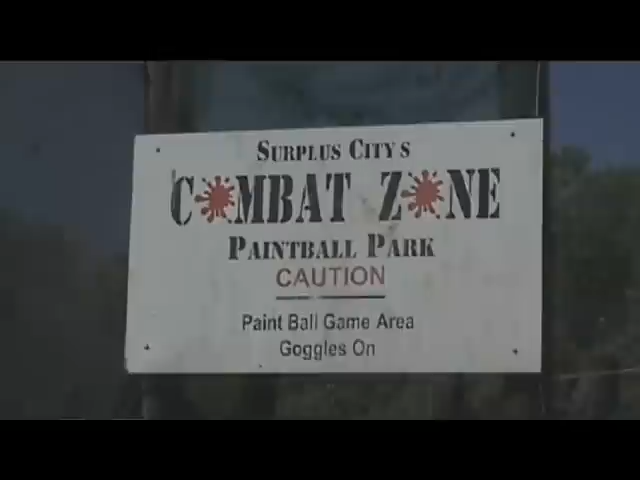 Surplus City's
Combat Zone
Paintball Park
CAUTION
Paint Ball Game Area
Goggles On